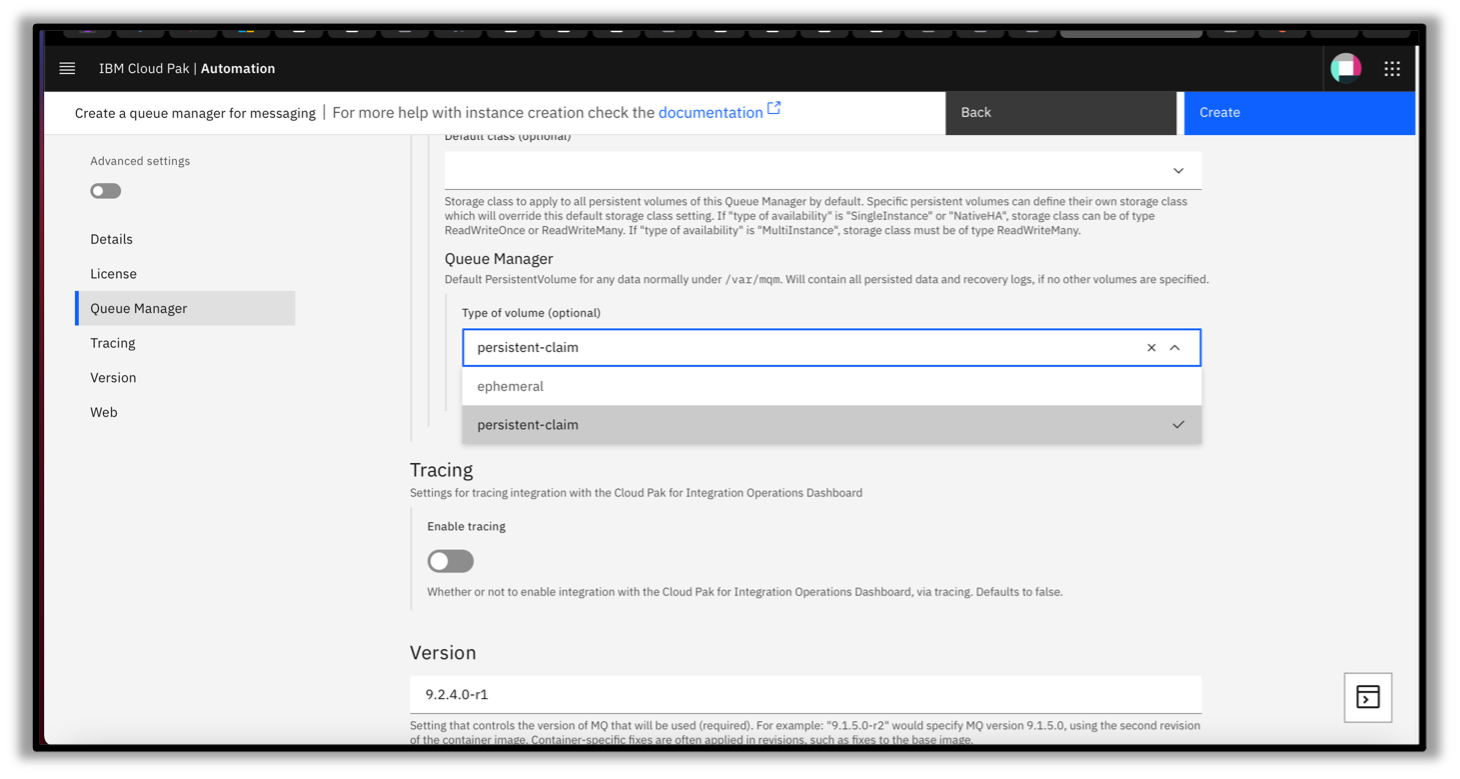 IBM Cloud Pak | Automation
Create a queue manager for messaging | For more help with instance creation check the documentation
Back
Create
Advanced settings
Details
License
Queue Manager
Tracing
Version
Web
Default class (optional)
Storage class to apply to all persistent volumes of this Queue Manager by default. Specific persistent volumes can define their own storage class
which will override this default storage class setting. If "type of availability" is "SingleInstance" or "NativeHA", storage class can be of type
ReadWriteOnce or ReadWriteMany. If "type of availability" is "MultiInstance", storage class must be of type ReadWriteMany.
Queue Manager
Default PersistentVolume for any data normally under /var/mqm. Will contain all persisted data and recovery logs, if no other volumes are specified.
Type of volume (optional)
persistent-claim
ephemeral
persistent-claim
Tracing
Settings for tracing integration with the Cloud Pak for Integration Operations Dashboard
Enable tracing
Whether or not to enable integration with the Cloud Pak for Integration Operations Dashboard, via tracing. Defaults to false.
Version
9.2.4.0-r1
Setting that controls the version of MQ that will be used (required). For example: "9.1.5.0-r2" would specify MQ version 9.1.5.0, using the second revision
of the container image. Container-specific fixes are often applied in revisions, such as fixes to the base image.